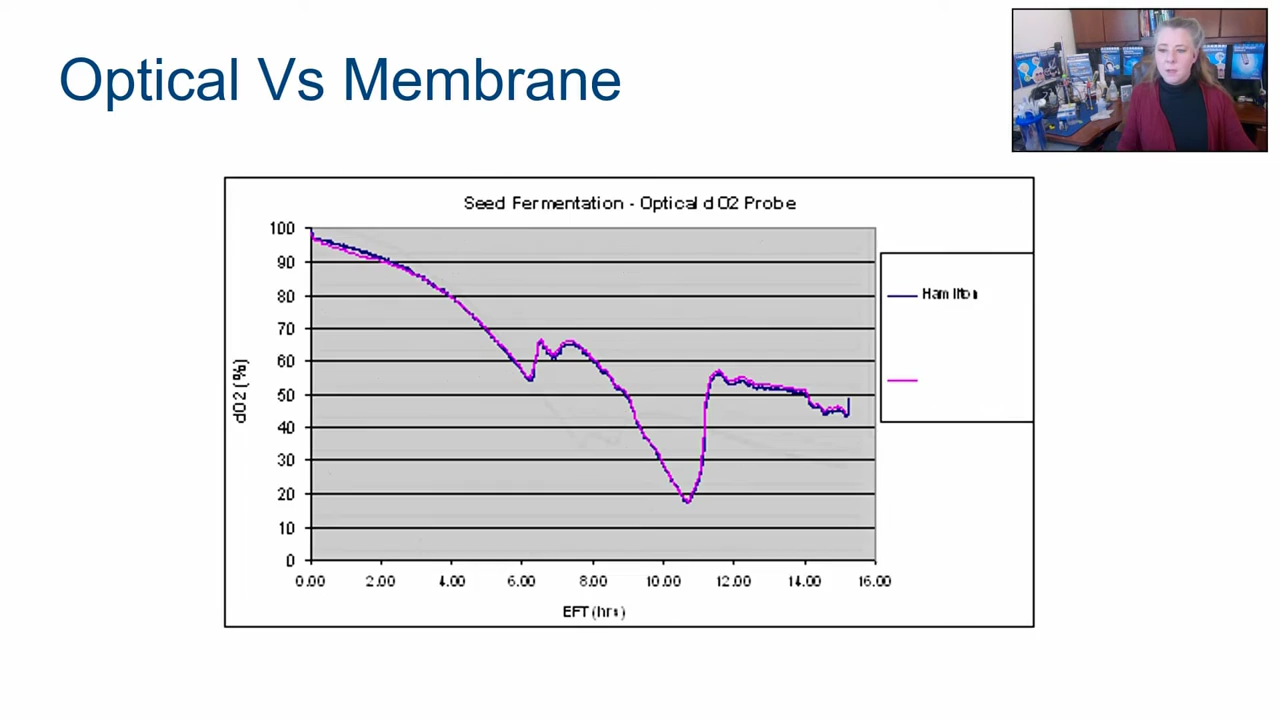 Optical Vs Membrane
Seed Fermentation - Optical dO2 Probe
100
90
80
70
60
50
40
30
20
10
0
dO2 (%)
0.00 2.00 4.00 6.00 8.00 10.00 12.00 14.00 16.00
EFT (hrs)
Hamilton